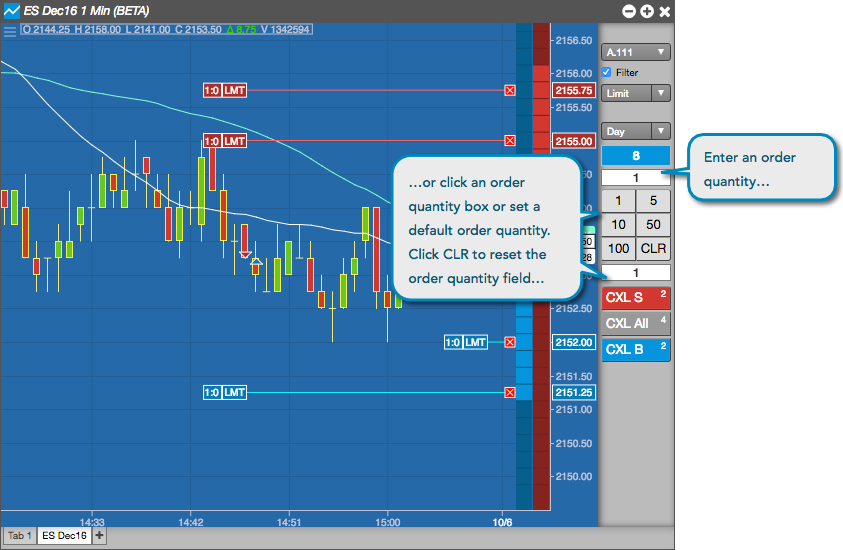 ES Dec16 1 Min (BETA)
O 2144.25 H 2158.00 L 2141.00 C 2153.50 Δ 8.75 V 1342594
2156.50
A.111
2156.00
Filter
1:0 LMT
2155.75
Limit
2155.50
Day
1:0 LMT
2155.00
8
Enter an order
quantity…
1
…or click an order
quantity box or set a
default order quantity.
Click CLR to reset the
order quantity field…
1 5
10 50
100 CLR
1
CXL S 2
2152.50
CXL All 4
1:0 LMT
2152.00
CXL B 2
2151.50
1:0 LMT
2151.25
2151.00
2150.50
2150.00
14:33 14:42 14:51 15:00 10/6
Tab 1 ES Dec16 +